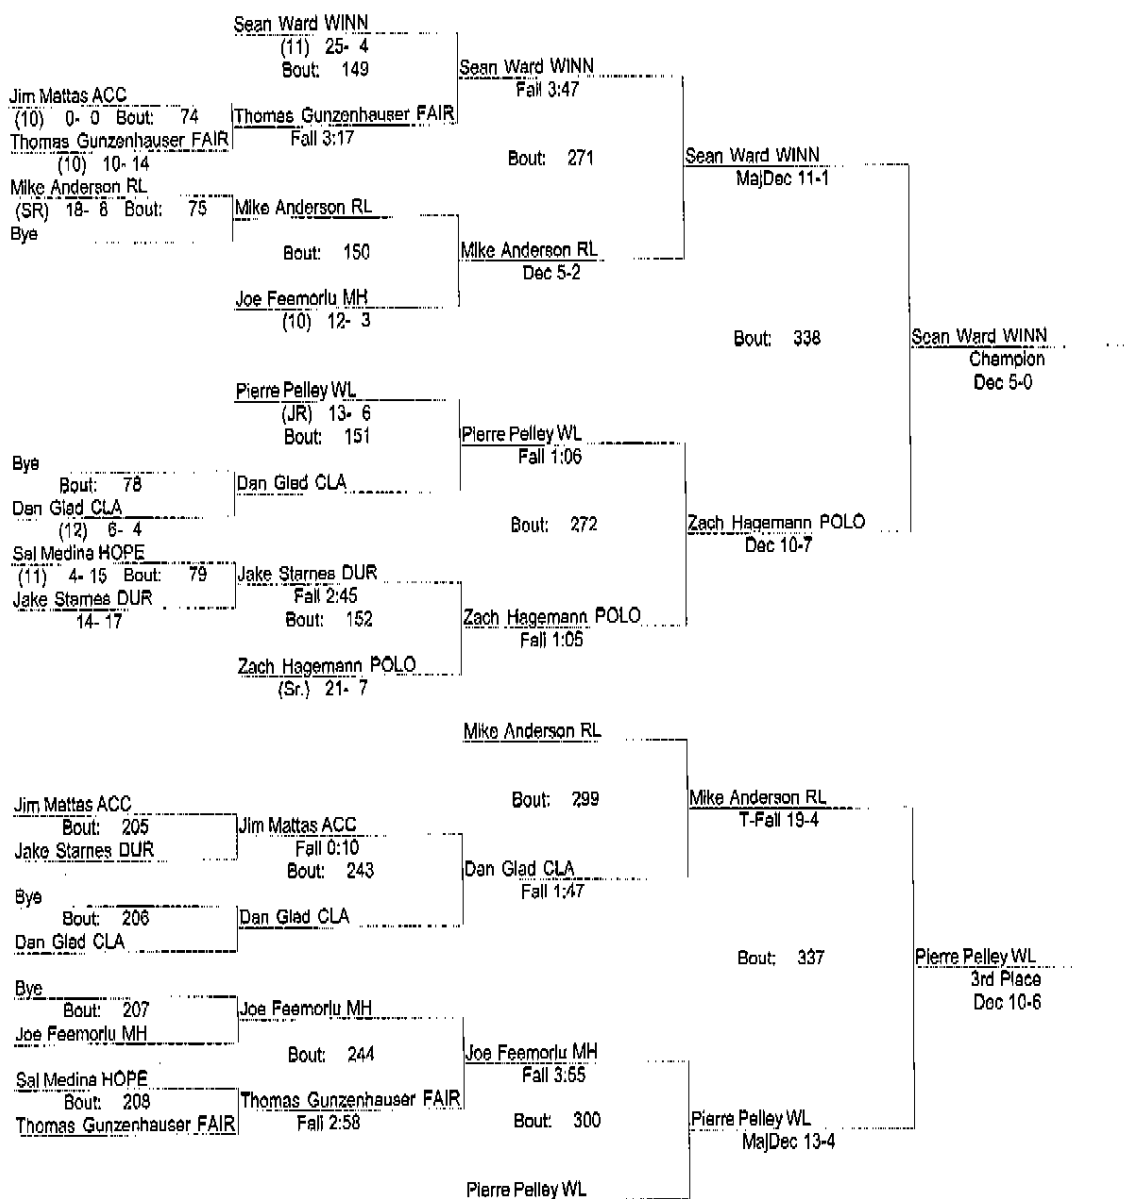 Sean Ward WINN
(11) 25- 4
Bout: 149
Sean Ward WINN
Fall 3:47
Jim Mattas ACC
(10) 0- 0 Bout: 74
Thomas Gunzenhauser FAIR
Fall 3:17
Thomas Gunzenhauser FAIR
(10) 10- 14
Bout: 271
Sean Ward WINN
MajDec 11-1
Mike Anderson RL
(SR) 18- 8 Bout: 75
Mike Anderson RL
Bye
Bout: 150
Mike Anderson RL
Dec 5-2
Joe Feemorlu MH
(10) 12- 3
Bout: 338
Sean Ward WINN
Champion
Dec 5-0
Pierre Pelley WL
(JR) 13- 6
Bout: 151
Pierre Pelley WL
Fall 1:06
Bye
Bout: 78
Dan Glad CLA
Dan Glad CLA
(12) 6- 4
Bout: 272
Zach Hagemann POLO
Dec 10-7
Sal Medina HOPE
(11) 4- 15 Bout: 79
Jake Starnes DUR
Fall 2:45
Jake Starnes DUR
14- 17
Bout: 152
Zach Hagemann POLO
Fall 1:05
Zach Hagemann POLO
(Sr.) 21- 7
Mike Anderson RL
Bout: 299
Mike Anderson RL
T-Fall 19-4
Jim Mattas ACC
Bout: 205
Jake Starnes DUR
Jim Mattas ACC
Fall 0:10
Bout: 243
Dan Glad CLA
Fall 1:47
Bye
Bout: 206
Dan Glad CLA
Dan Glad CLA
Bout: 337
Pierre Pelley WL
3rd Place
Dec 10-6
Bye
Bout: 207
Joe Feemorlu MH
Joe Feemorlu MH
Bout: 244
Joe Feemorlu MH
Fall 3:55
Sal Medina HOPE
Bout: 208
Thomas Gunzenhauser FAIR
Thomas Gunzenhauser FAIR
Fall 2:58
Bout: 300
Pierre Pelley WL
MajDec 13-4
Pierre Pelley WL